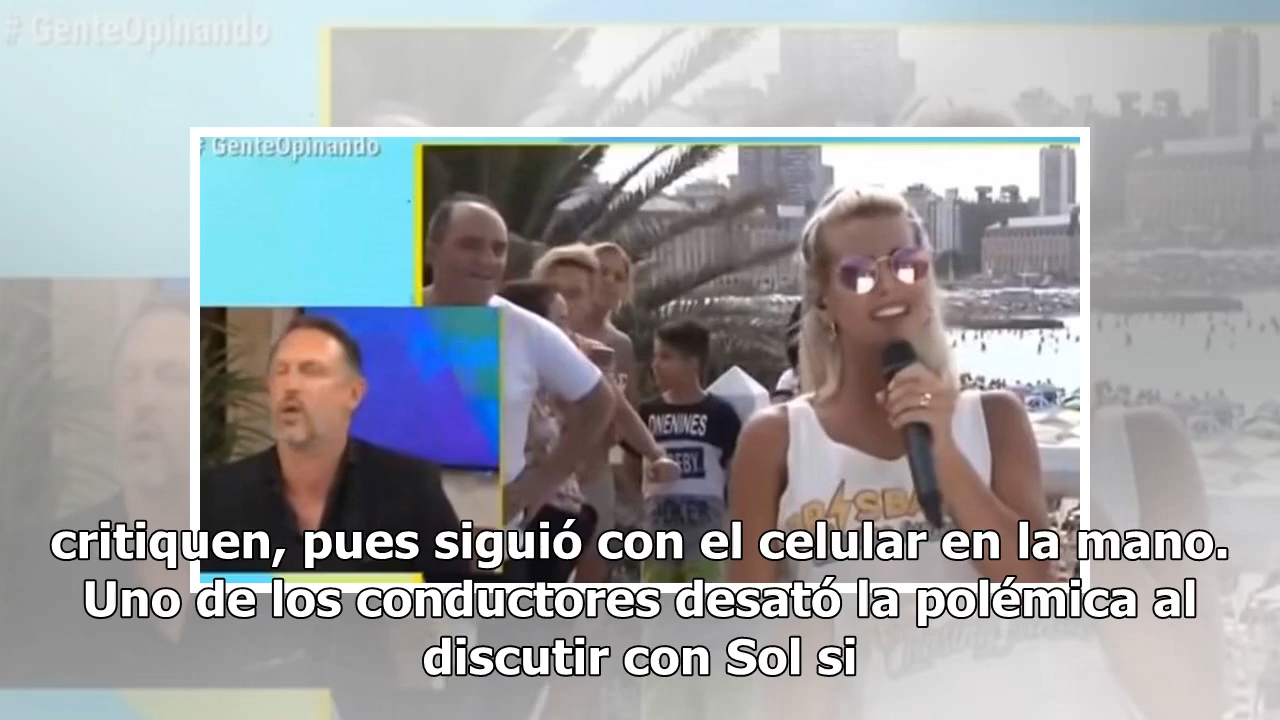 # GenteOpinando
# GenteOpinando
DNENINES
critiquen, pues siguió con el celular en la mano.
Uno de los conductores desató la polémica al
discutir con Sol si